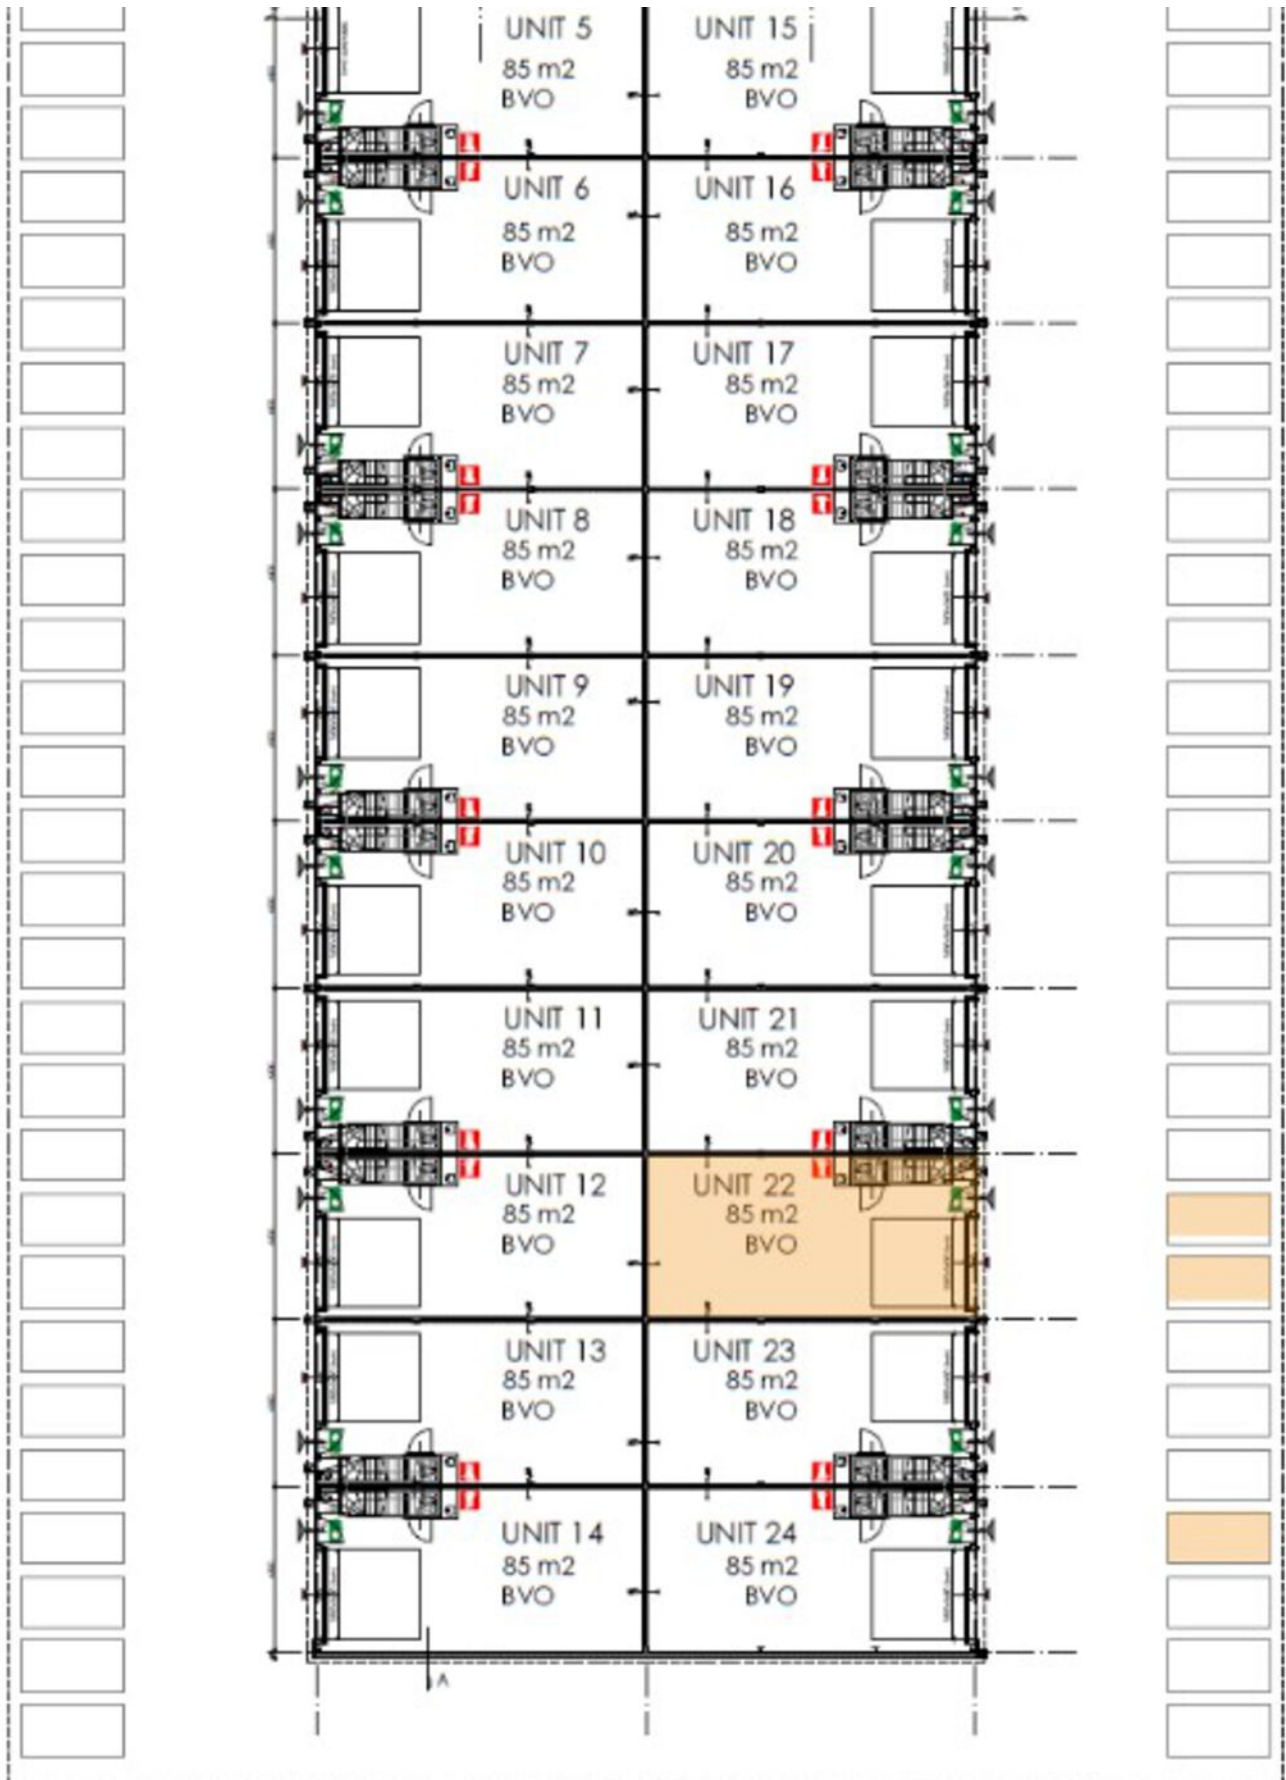 UNIT 5
85 m2
BVO
UNIT 15
85 m2
BVO
UNIT 6
85 m2
BVO
UNIT 16
85 m2
BVO
UNIT 7
85 m2
BVO
UNIT 17
85 m2
BVO
UNIT 8
85 m2
BVO
UNIT 18
85 m2
BVO
UNIT 9
85 m2
BVO
UNIT 19
85 m2
BVO
UNIT 10
85 m2
BVO
UNIT 20
85 m2
BVO
UNIT 11
85 m2
BVO
UNIT 21
85 m2
BVO
UNIT 12
85 m2
BVO
UNIT 22
85 m2
BVO
UNIT 13
85 m2
BVO
UNIT 23
85 m2
BVO
UNIT 14
85 m2
BVO
UNIT 24
85 m2
BVO
A